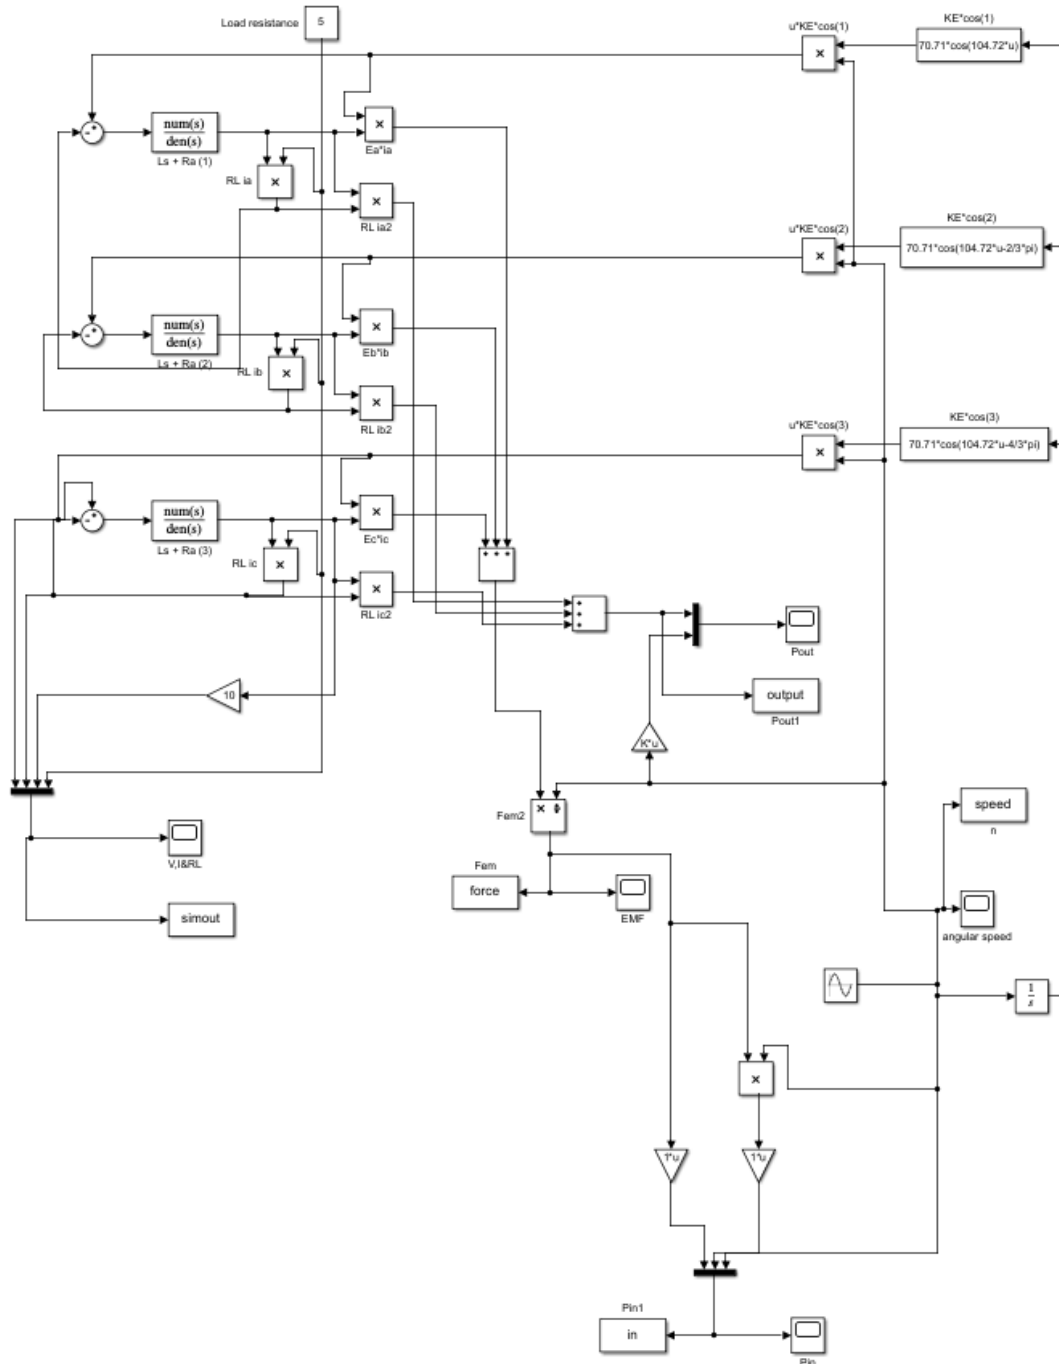 KE*cos(1)
Load resistance
5
u*KE*cos(1)
70.71*cos(104.72*u)
num(s)
den(s)
Ls + Ra (1)
Ea*ia
RL ia
RL ia2
KE*cos(2)
u*KE*cos(2)
70.71*cos(104.72*u-2/3*pi)
num(s)
den(s)
Ls + Ra (2)
Eb*ib
RL ib
RL ib2
KE*cos(3)
u*KE*cos(3)
70.71*cos(104.72*u-4/3*pi)
num(s)
den(s)
Ls + Ra (3)
Ec*ic
RL ic
RL ic2
Pout
10
output
Pout1
K*u
Fem2
speed
n
V,I&RL
Fem
force
EMF
simout
angular speed
1
s
1*u
1*u
Pin1
in
Pin